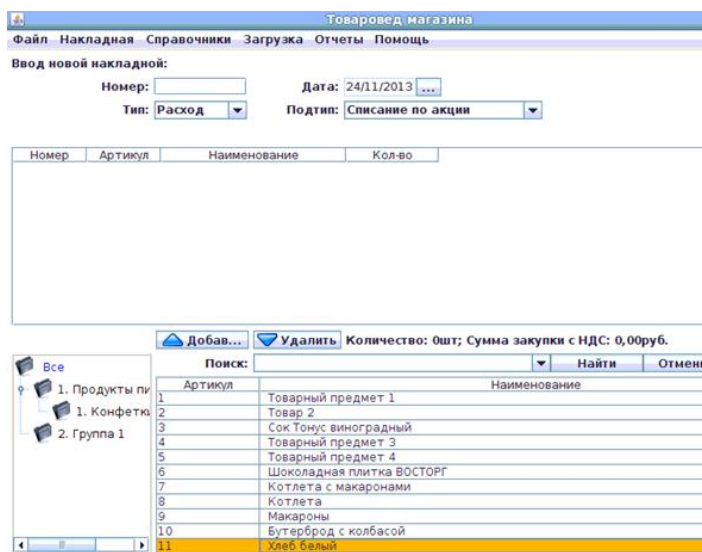 Товаровед магазина
Файл Накладная Справочники Загрузка Отчеты Помощь
Ввод новой накладной:
Номер: Дата: 24/11/2013 ...
Тип: Расход Подтип: Списание по акции
Номер Артикул Наименование Кол-во
Добав... Удалить Количество: 0шт; Сумма закупки с НДС: 0,00руб.
Поиск: Найти Отмени
Все
1. Продукты пи
1. Конфетки
2. Группа 1
Артикул Наименование
1 Товарный предмет 1
2 Товар 2
3 Сок Тонус виноградный
4 Товарный предмет 3
5 Товарный предмет 4
6 Шоколадная плитка ВОСТОРГ
7 Котлета с макаронами
8 Котлета
9 Макароны
10 Бутерброд с колбасой
11 Хлеб белый